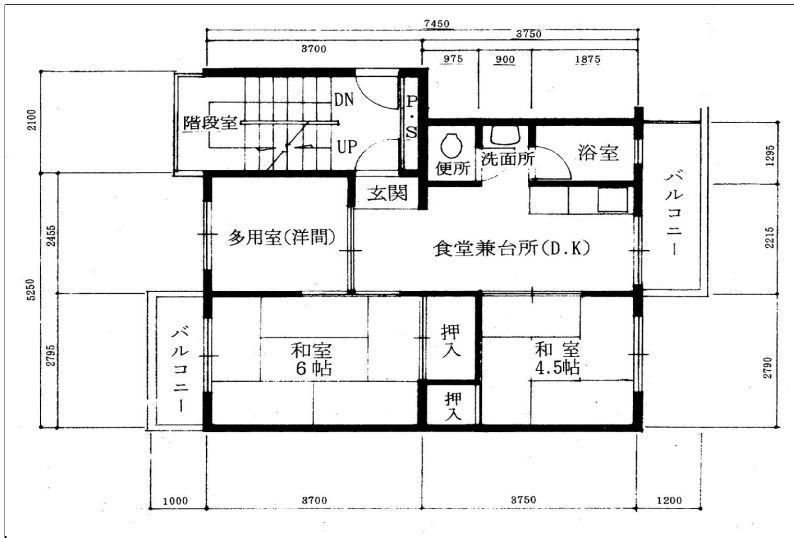 7450
3700
3750
975
900
1875
2100
階段室
DN
UP
P・S
便所
洗面所
浴室
バルコニー
1295
玄関
2455
5250
多用室(洋間)
食堂兼台所(D.K)
2215
バルコニー
2795
和室
6帖
押入
押入
和室
4.5帖
2790
1000
3700
3750
1200